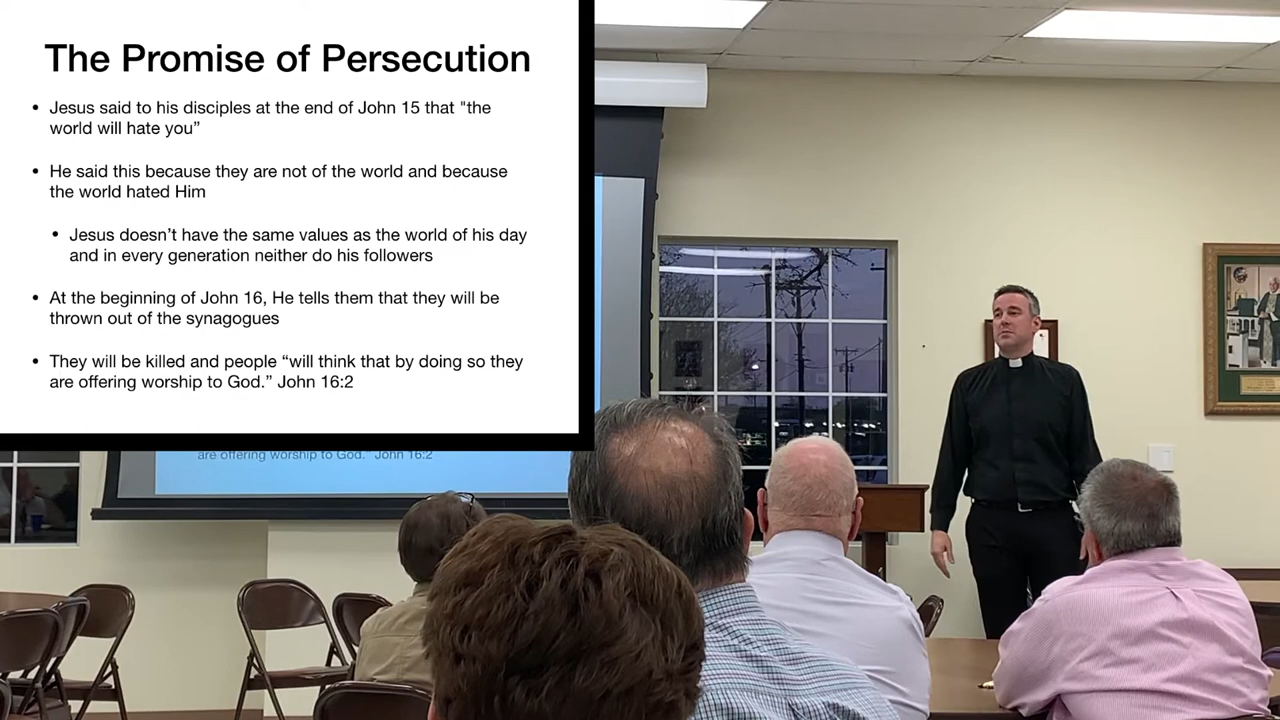 The Promise of Persecution
• Jesus said to his disciples at the end of John 15 that "the
world will hate you”
• He said this because they are not of the world and because
the world hated Him
• Jesus doesn’t have the same values as the world of his day
and in every generation neither do his followers
• At the beginning of John 16, He tells them that they will be
thrown out of the synagogues
• They will be killed and people “will think that by doing so they
are offering worship to God.” John 16:2
are offering worship to God.” John 16:2